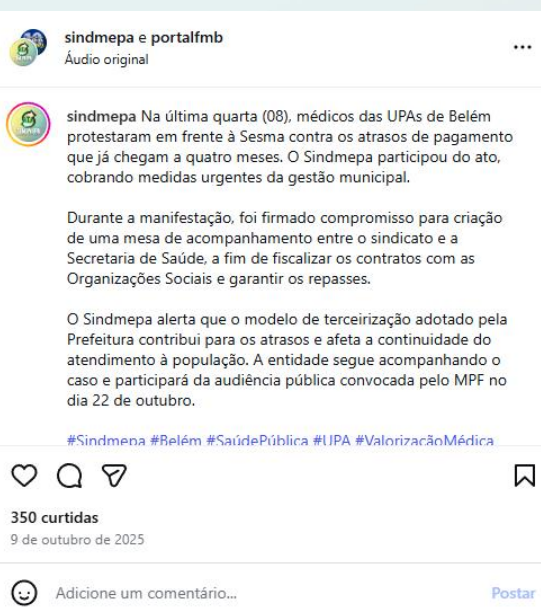 sindmepa e portalfmb
Áudio original
sindmepa Na última quarta (08), médicos das UPAs de Belém
protestaram em frente à Sesma contra os atrasos de pagamento
que já chegam a quatro meses. O Sindmepa participou do ato,
cobrando medidas urgentes da gestão municipal.
Durante a manifestação, foi firmado compromisso para criação
de uma mesa de acompanhamento entre o sindicato e a
Secretaria de Saúde, a fim de fiscalizar os contratos com as
Organizações Sociais e garantir os repasses.
O Sindmepa alerta que o modelo de terceirização adotado pela
Prefeitura contribui para os atrasos e afeta a continuidade do
atendimento à população. A entidade segue acompanhando o
caso e participará da audiência pública convocada pelo MPF no
dia 22 de outubro.
#Sindmepa #Belém #SaúdePública #UPA #ValorizaçãoMédica
350 curtidas
9 de outubro de 2025
Adicione um comentário...
Postar